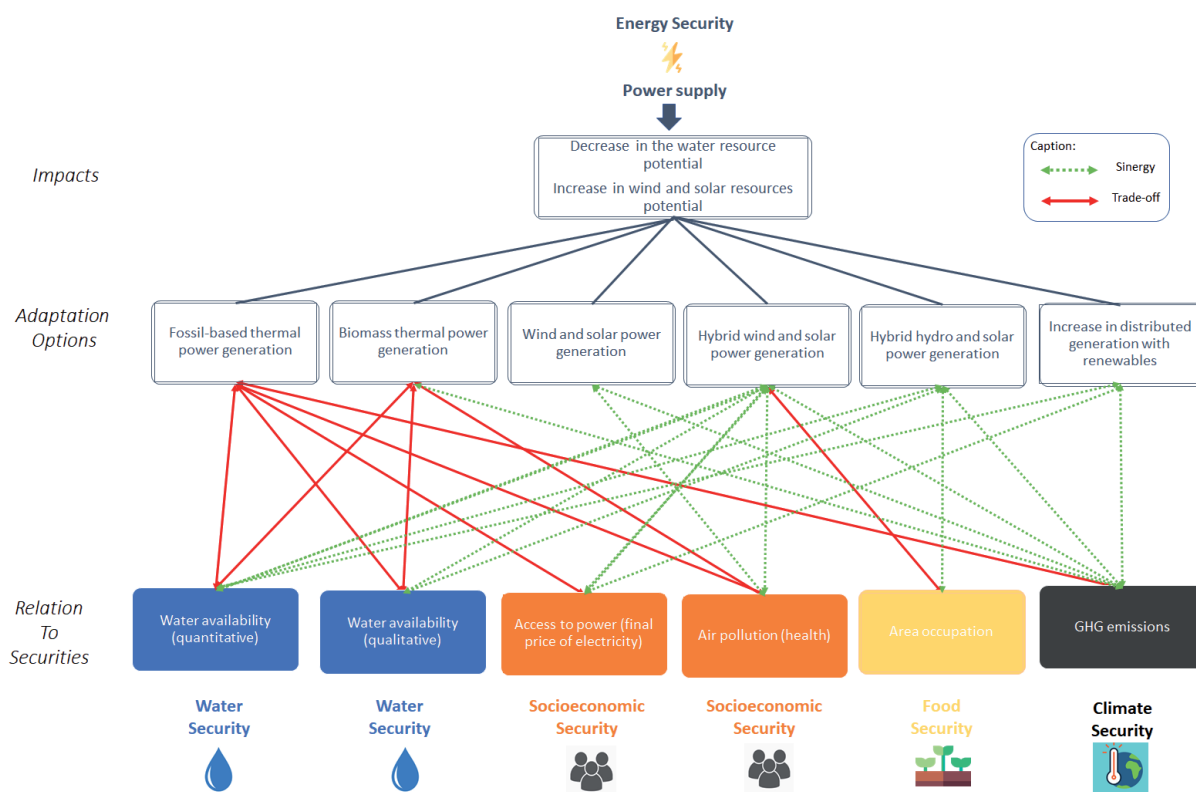 Energy Security
Power supply
Impacts
Decrease in the water resource
potential
Increase in wind and solar resources
potential
Caption:
Sinergy
Trade-off
Adaptation
Options
Fossil-based thermal
power generation
Biomass thermal power
generation
Wind and solar power
generation
Hybrid wind and solar
power generation
Hybrid hydro and solar
power generation
Increase in distributed
generation with
renewables
Relation
To
Securities
Water availability
(quantitative)
Water availability
(qualitative)
Access to power (final
price of electricity)
Air pollution (health)
Area occupation
GHG emissions
Water
Security
Water
Security
Socioeconomic
Security
Socioeconomic
Security
Food
Security
Climate
Security